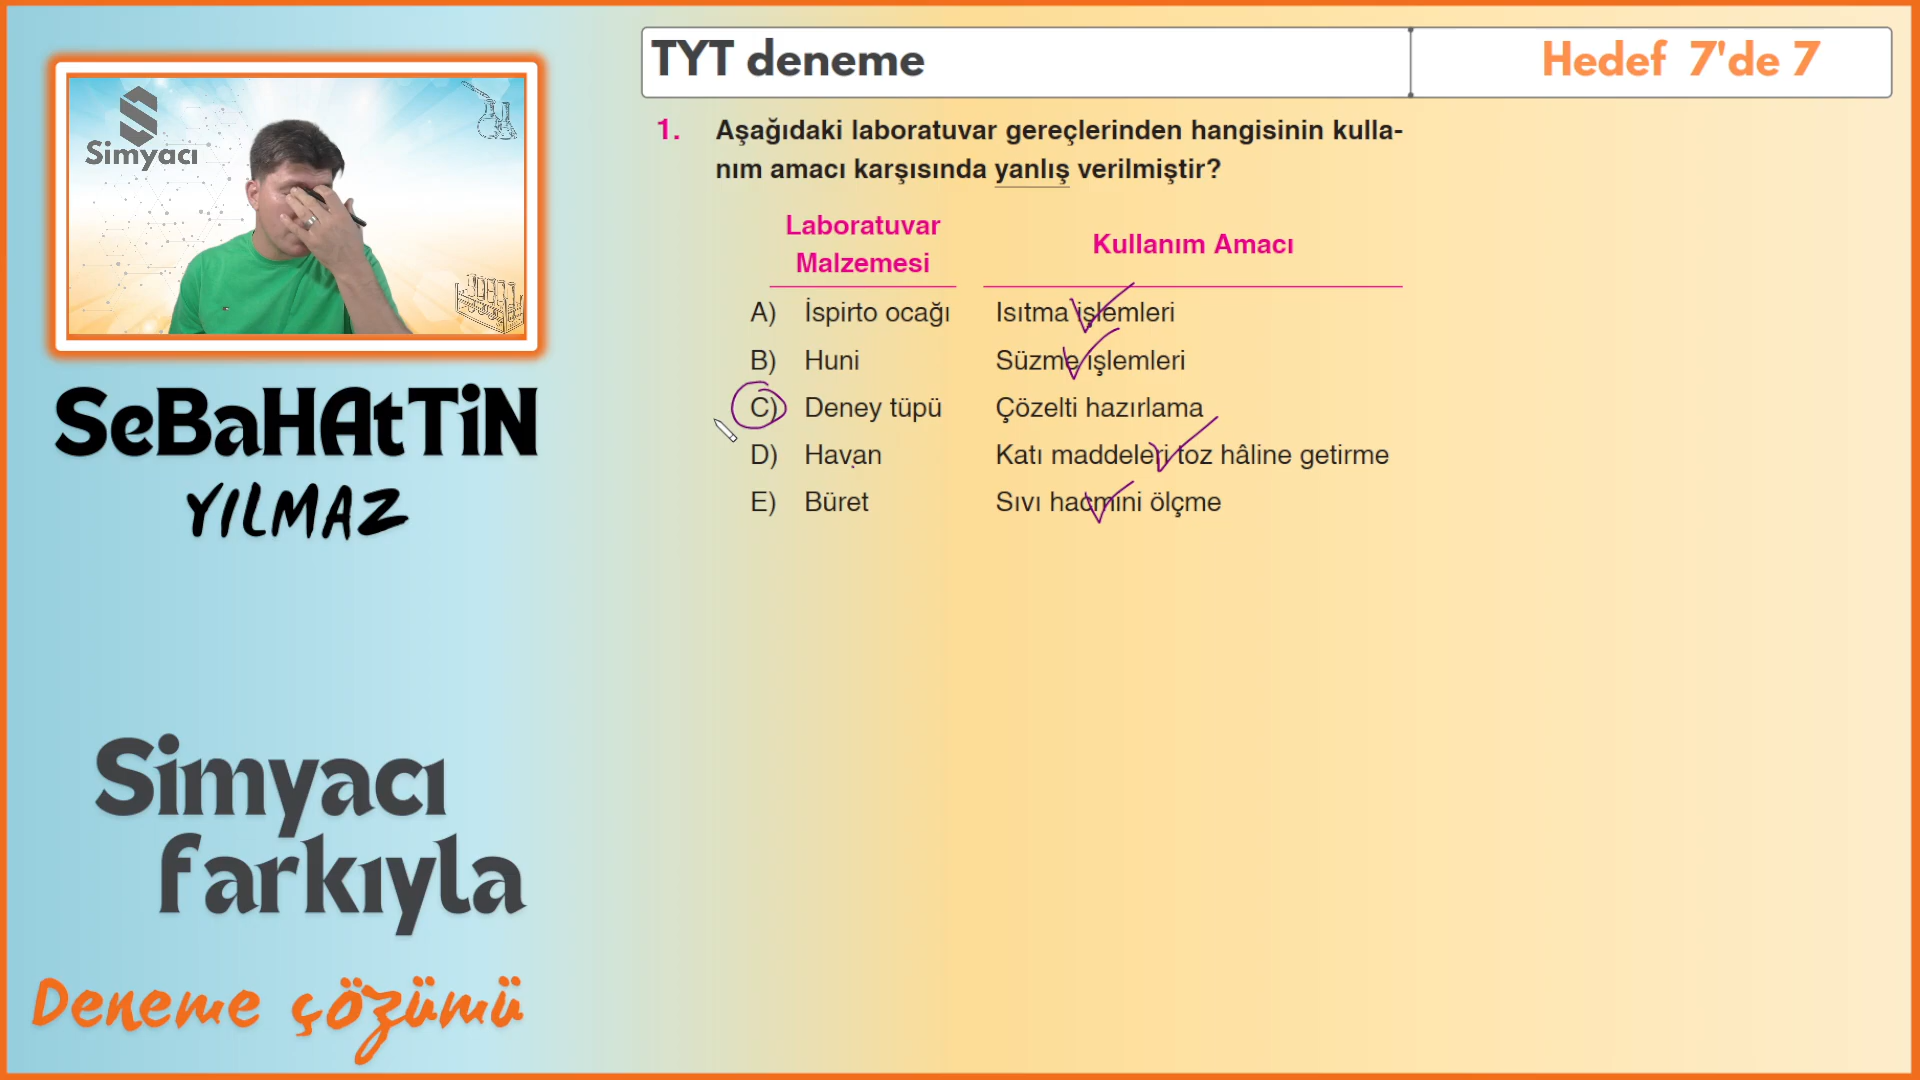 TYT deneme
Hedef 7'de 7
Simyacı
SeBaHAtTiN
YILMAZ
Simyacı
farkıyla
Deneme çözümü
1. Aşağıdaki laboratuvar gereçlerinden hangisinin kulla-
nım amacı karşısında yanlış verilmiştir?
Laboratuvar
Malzemesi
Kullanım Amacı
A) İspirto ocağı Isıtma işlemleri
B) Huni Süzme işlemleri
C) Deney tüpü Çözelti hazırlama
D) Havan Katı maddeleri toz hâline getirme
E) Büret Sıvı hacmini ölçme